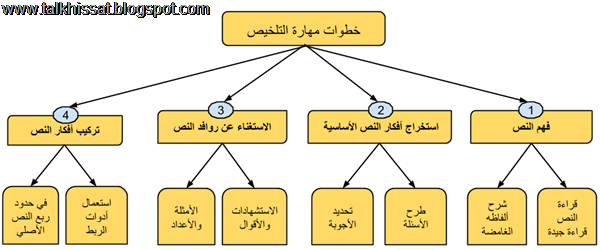 www.talkhissat.blogspot.com
خطوات مهارة التلخيص
1
فهم النص
2
استخراج أفكار النص الأساسية
3
الاستغناء عن روافد النص
4
تركيب أفكار النص
قراءة
النص
قراءة جيدة
شرح
ألفاظه
الغامضة
طرح
الأسئلة
تحديد
الأجوبة
الاستشهادات
والأقوال
الأمثلة
والأعداد
استعمال
أدوات
الربط
في حدود
ربع النص
الأصلي